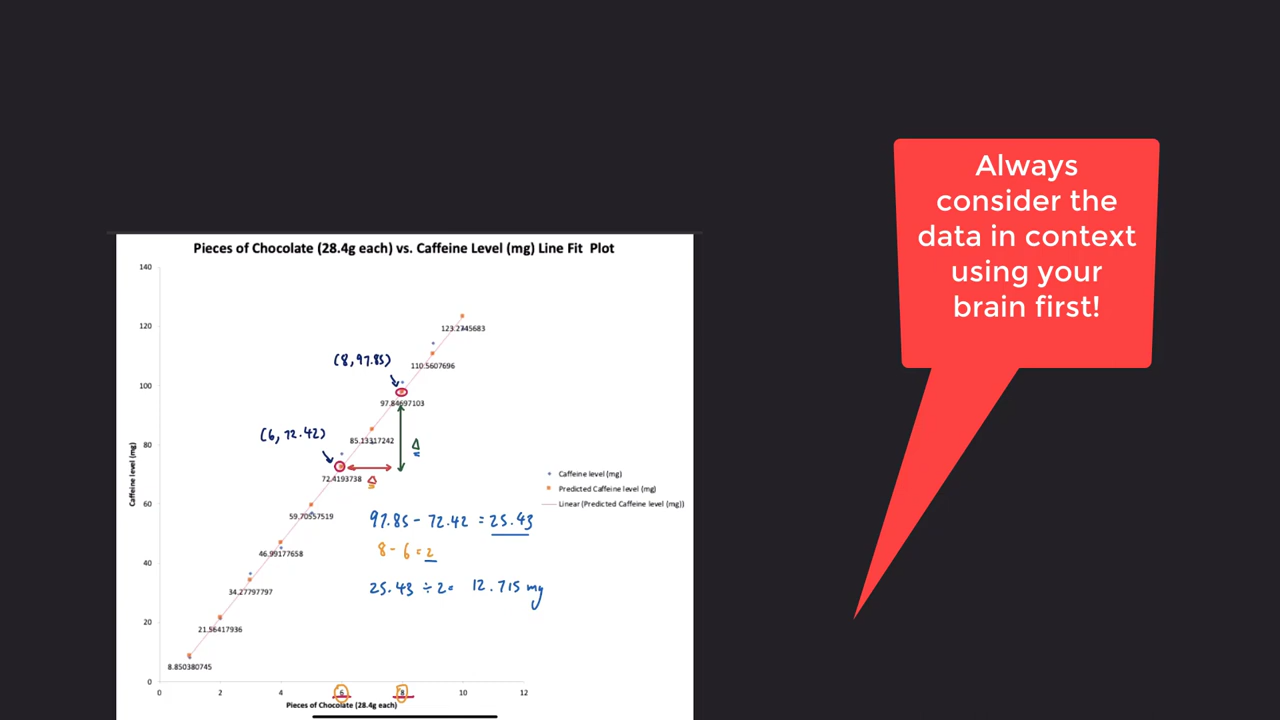 Always
consider the
data in context
using your
brain first!
Pieces of Chocolate (28.4g each) vs. Caffeine Level (mg) Line Fit Plot
140
120
100
80
60
40
20
0
Caffeine level (mg)
123.2745683
110.5607696
(8, 97.85)
97.84697103
(6, 72.42)
85.13317242
72.4193738
59.70557519
46.99177658
34.27797797
21.56417936
8.850380745
Δ
Δ
97.85 - 72.42 = 25.43
8 - 6 = 2
25.43 ÷ 2 = 12.715 mg
Caffeine level (mg)
Predicted Caffeine level (mg)
Linear (Predicted Caffeine level (mg))
0 2 4 6 8 10 12
Pieces of Chocolate (28.4g each)